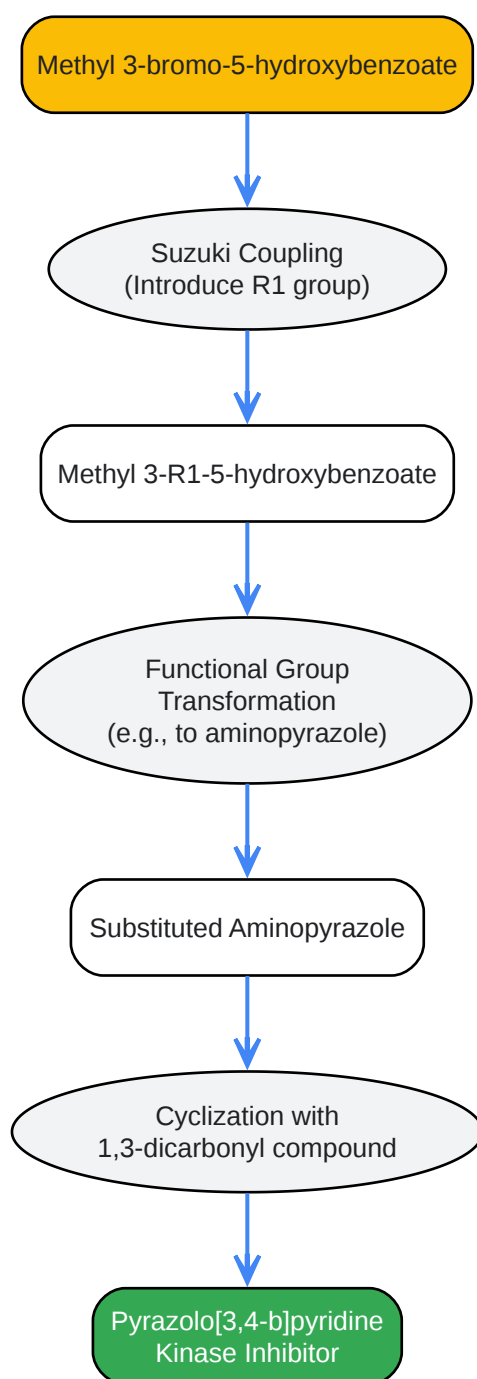 Methyl 3-bromo-5-hydroxybenzoate
Suzuki Coupling
(Introduce R1 group)
Methyl 3-R1-5-hydroxybenzoate
Functional Group
Transformation
(e.g., to aminopyrazole)
Substituted Aminopyrazole
Cyclization with
1,3-dicarbonyl compound
Pyrazolo[3,4-b]pyridine
Kinase Inhibitor